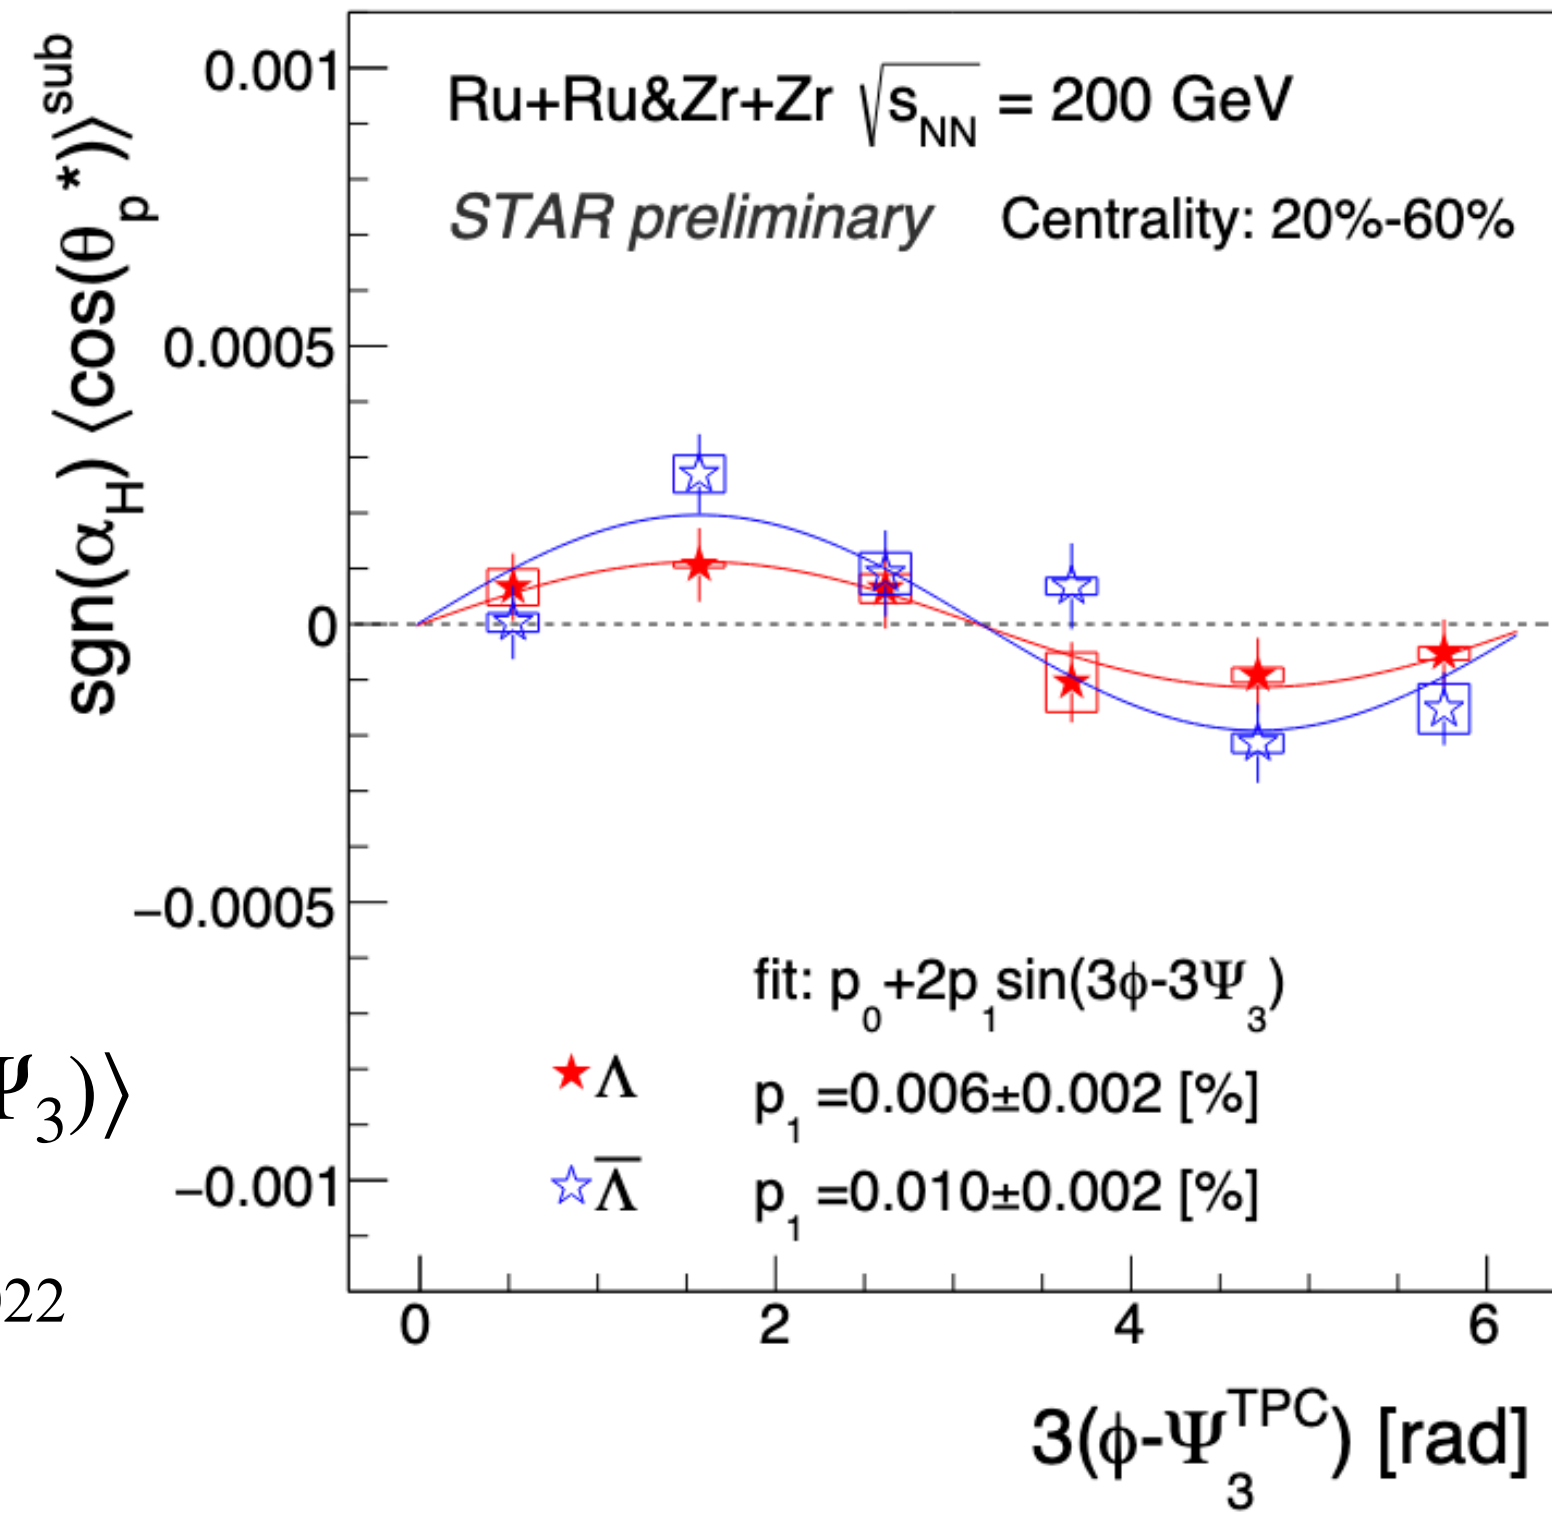 sgn(α_H) ⟨cos(θ_p*)⟩^sub
0.001
0.0005
0
−0.0005
−0.001
Ru+Ru&Zr+Zr √s_NN = 200 GeV
STAR preliminary Centrality: 20%-60%
fit: p_0+2p_1sin(3ϕ-3Ψ_3)
Λ p_1 =0.006±0.002 [%]
Λ̅ p_1 =0.010±0.002 [%]
Ψ_3)⟩
022
0 2 4 6
3(ϕ-Ψ_3^TPC) [rad]